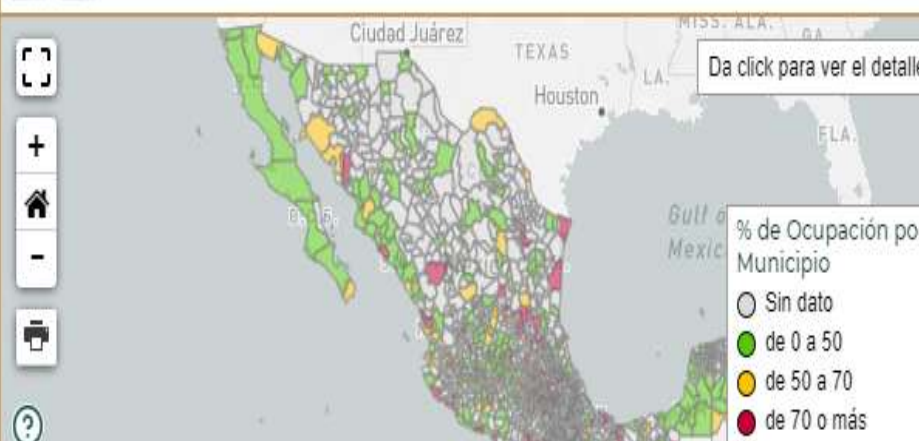 MISS. ALA.
GA.
Ciudad Juárez
TEXAS
Da click para ver el detalle
LA.
Houston
FLA.
+
-
Gulf o
Mexic
% de Ocupación po
Municipio
Sin dato
de 0 a 50
de 50 a 70
de 70 o más
?